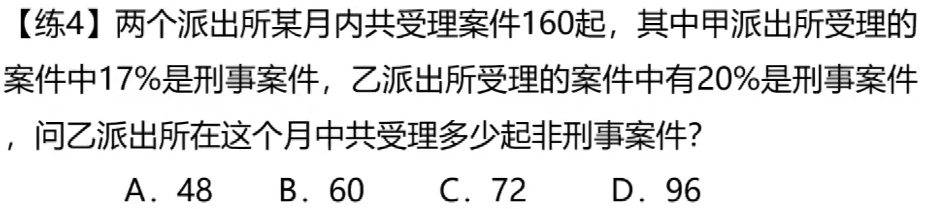 【练4】两个派出所某月内共受理案件160起，其中甲派出所受理的
案件中17%是刑事案件，乙派出所受理的案件中有20%是刑事案件
，问乙派出所在这个月中共受理多少起非刑事案件？
A．48 B．60 C．72 D．96